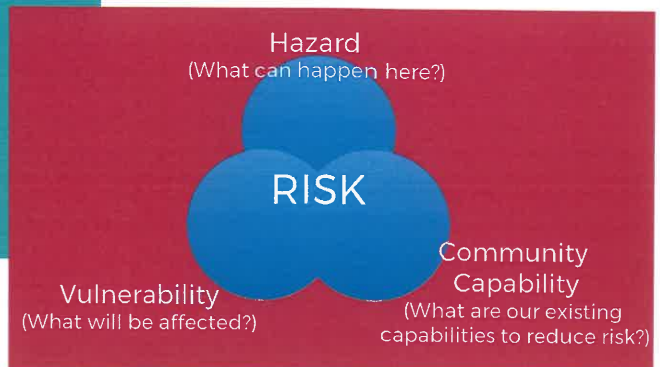 Hazard
(What can happen here?)
RISK
Community
Capability
Vulnerability
(What are our existing
(What will be affected?)
capabilities to reduce risk?)